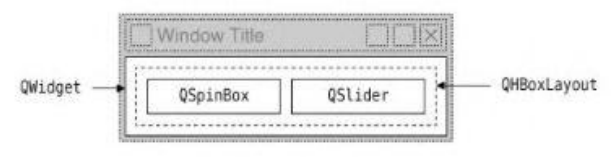 Window Title
QWidget
QSpinBox
QSlider
QHBoxLayout